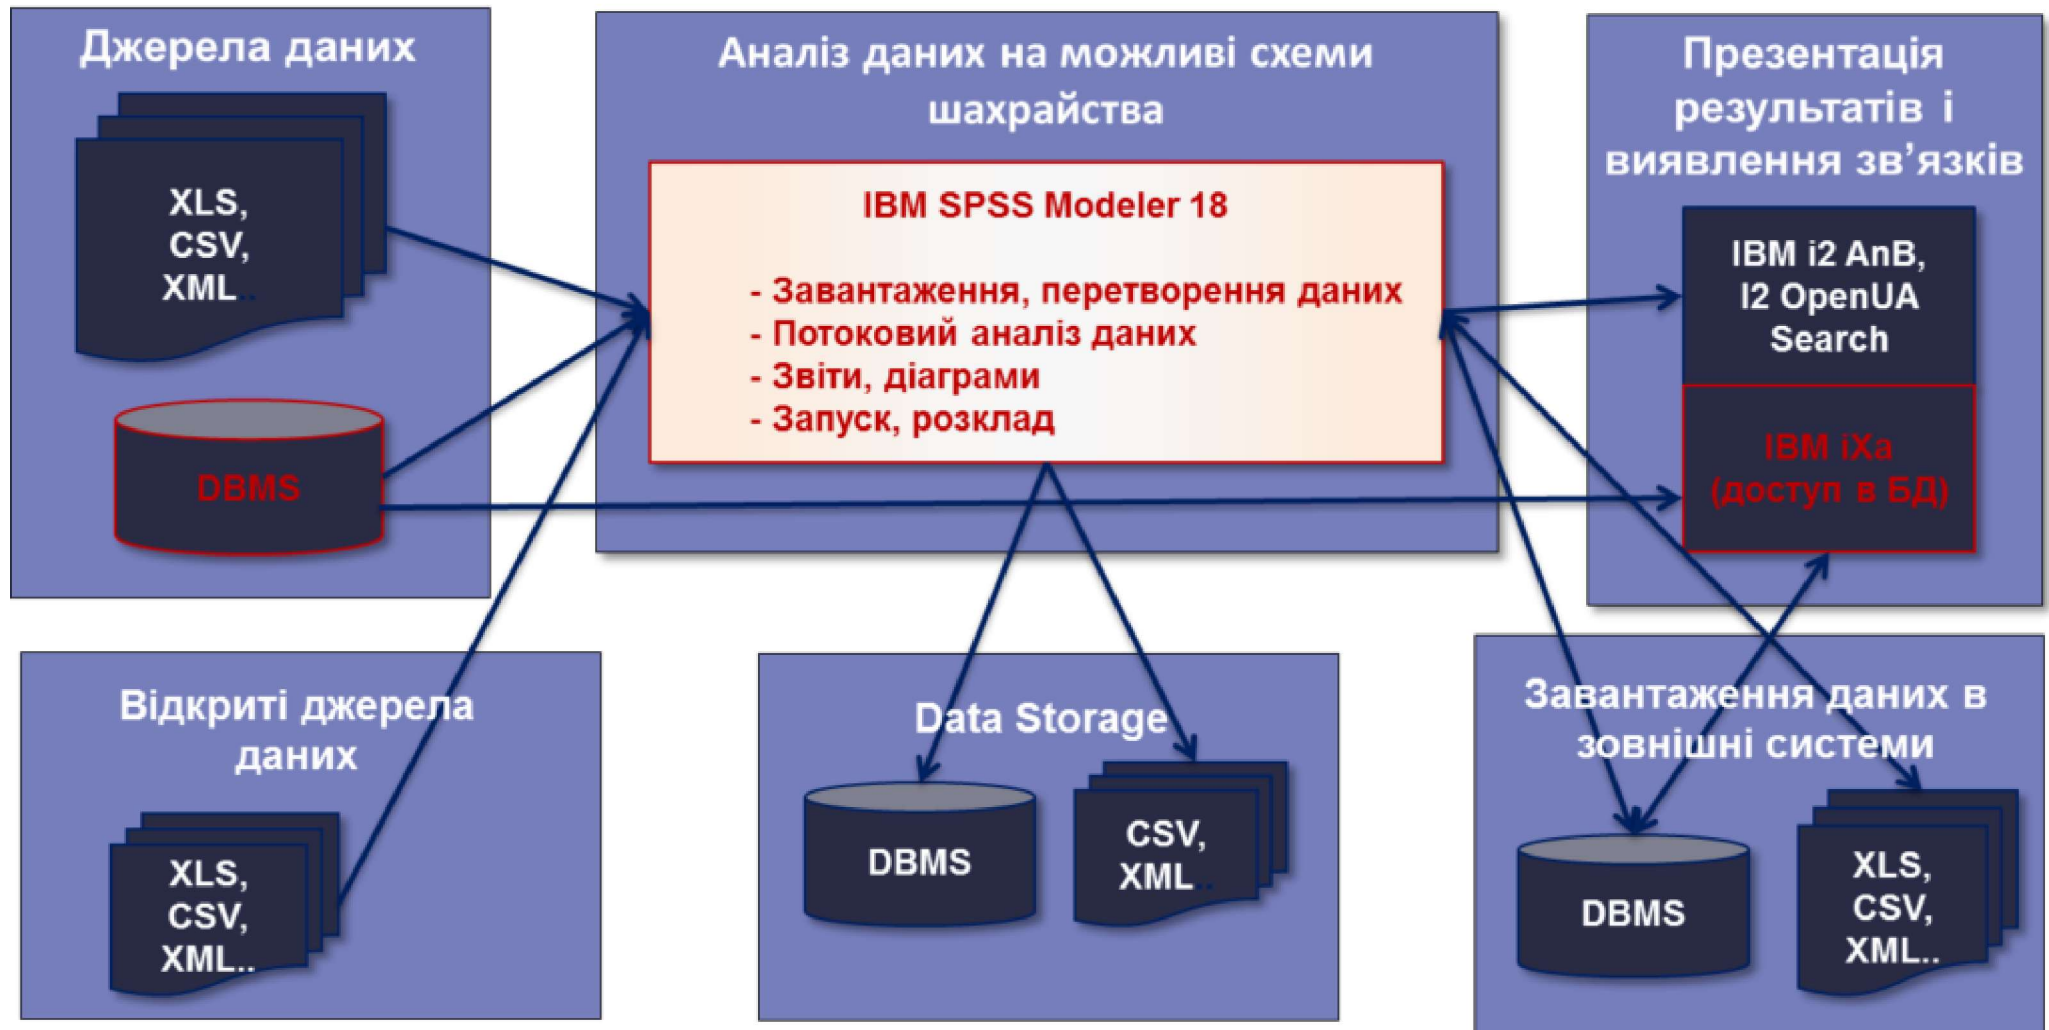 Джерела даних
XLS,
CSV,
XML..
DBMS
Аналіз даних на можливі схеми
шахрайства
IBM SPSS Modeler 18
- Завантаження, перетворення даних
- Потоковий аналіз даних
- Звіти, діаграми
- Запуск, розклад
Презентація
результатів і
виявлення зв’язків
IBM i2 AnB,
I2 OpenUA
Search
IBM iXa
(доступ в БД)
Відкриті джерела
даних
XLS,
CSV,
XML..
Data Storage
DBMS
CSV,
XML..
Завантаження даних в
зовнішні системи
DBMS
XLS,
CSV,
XML..